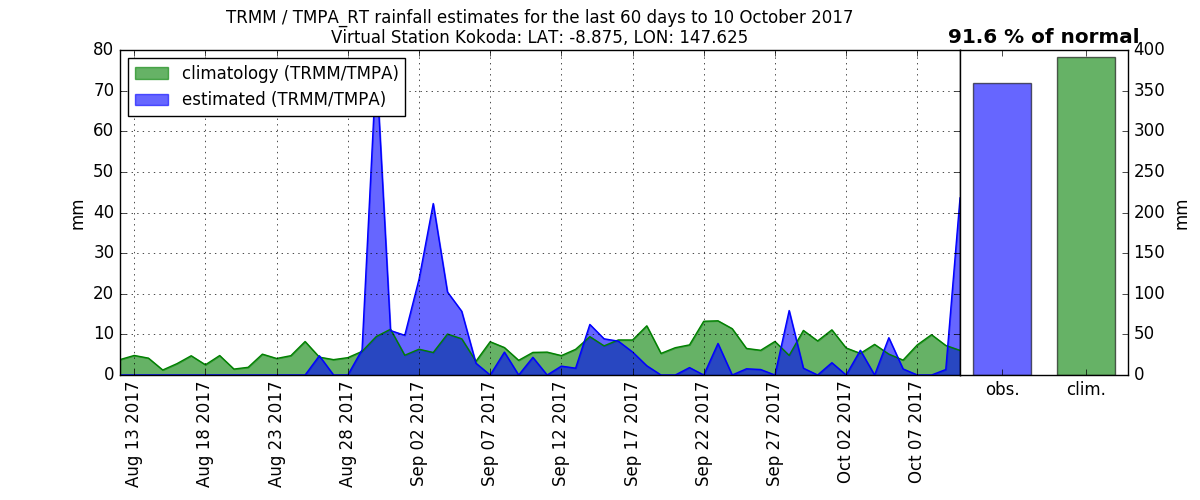 TRMM / TMPA_RT rainfall estimates for the last 60 days to 10 October 2017
Virtual Station Kokoda: LAT: -8.875, LON: 147.625
91.6 % of normal
climatology (TRMM/TMPA)
estimated (TRMM/TMPA)
80
70
60
50
40
30
20
10
0
mm
400
350
300
250
200
150
100
50
0
mm
Aug 13 2017
Aug 18 2017
Aug 23 2017
Aug 28 2017
Sep 02 2017
Sep 07 2017
Sep 12 2017
Sep 17 2017
Sep 22 2017
Sep 27 2017
Oct 02 2017
Oct 07 2017
obs.
clim.